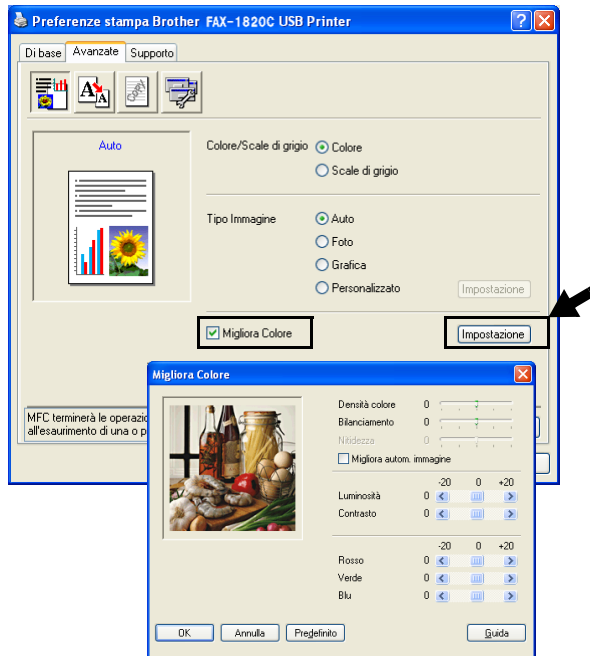 Preferenze stampa Brother FAX-1820C USB Printer
Di base Avanzate Supporto
Auto
Colore/Scale di grigio Colore
Scale di grigio
Tipo Immagine Auto
Foto
Grafica
Personalizzato Impostazione
Migliora Colore Impostazione
MFC terminerà le
all'esaurimento di una o
Migliora Colore
Densità colore 0
Bilanciamento 0
Nitidezza 0
Migliora autom. immagine
-20 0 +20
Luminosità 0
Contrasto 0
-20 0 +20
Rosso 0
Verde 0
Blu 0
OK Annulla Predefinito Guida